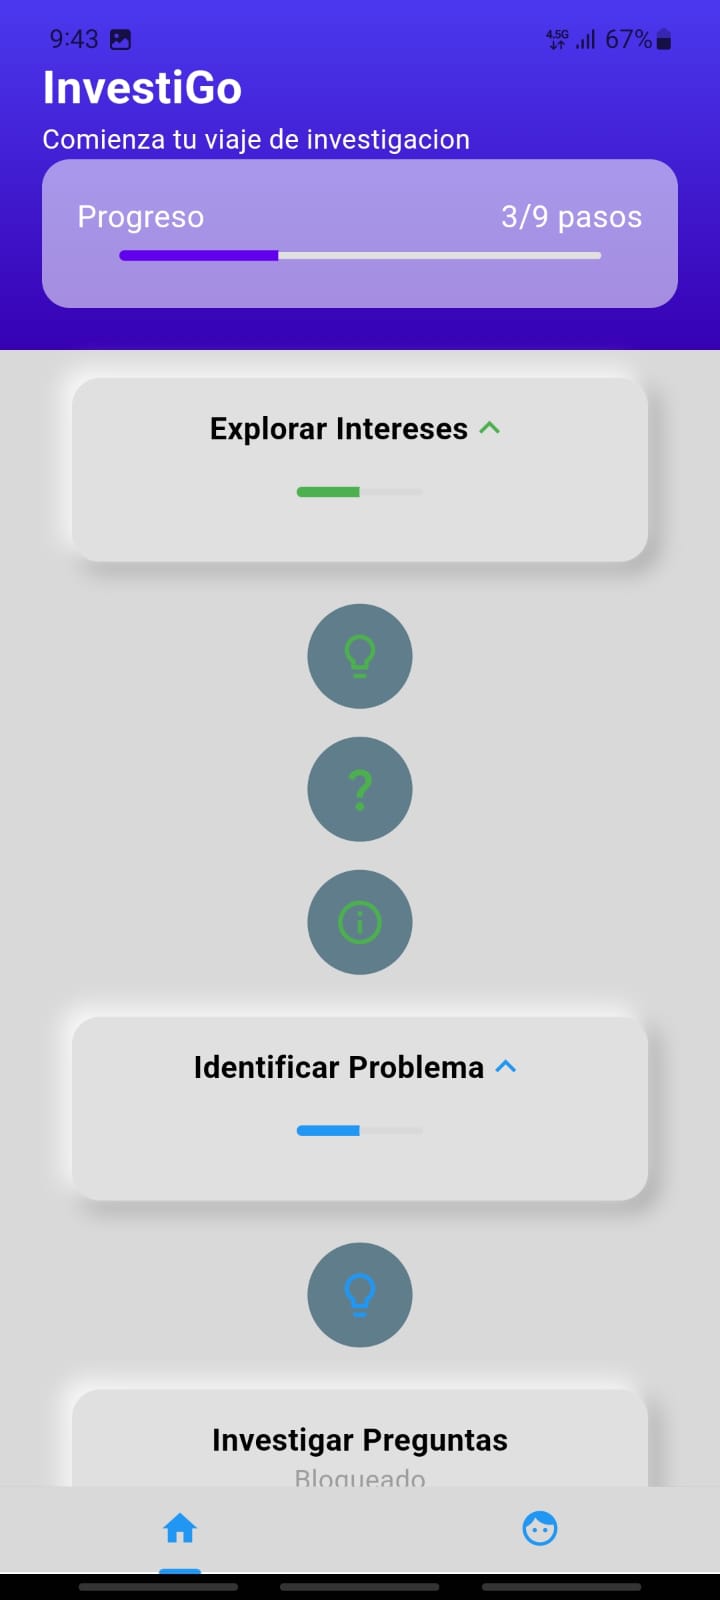 9:43 4.5G 67%
InvestiGo
Comienza tu viaje de investigacion
Progreso 3/9 pasos
Explorar Intereses
?
Identificar Problema
Investigar Preguntas
Bloqueado